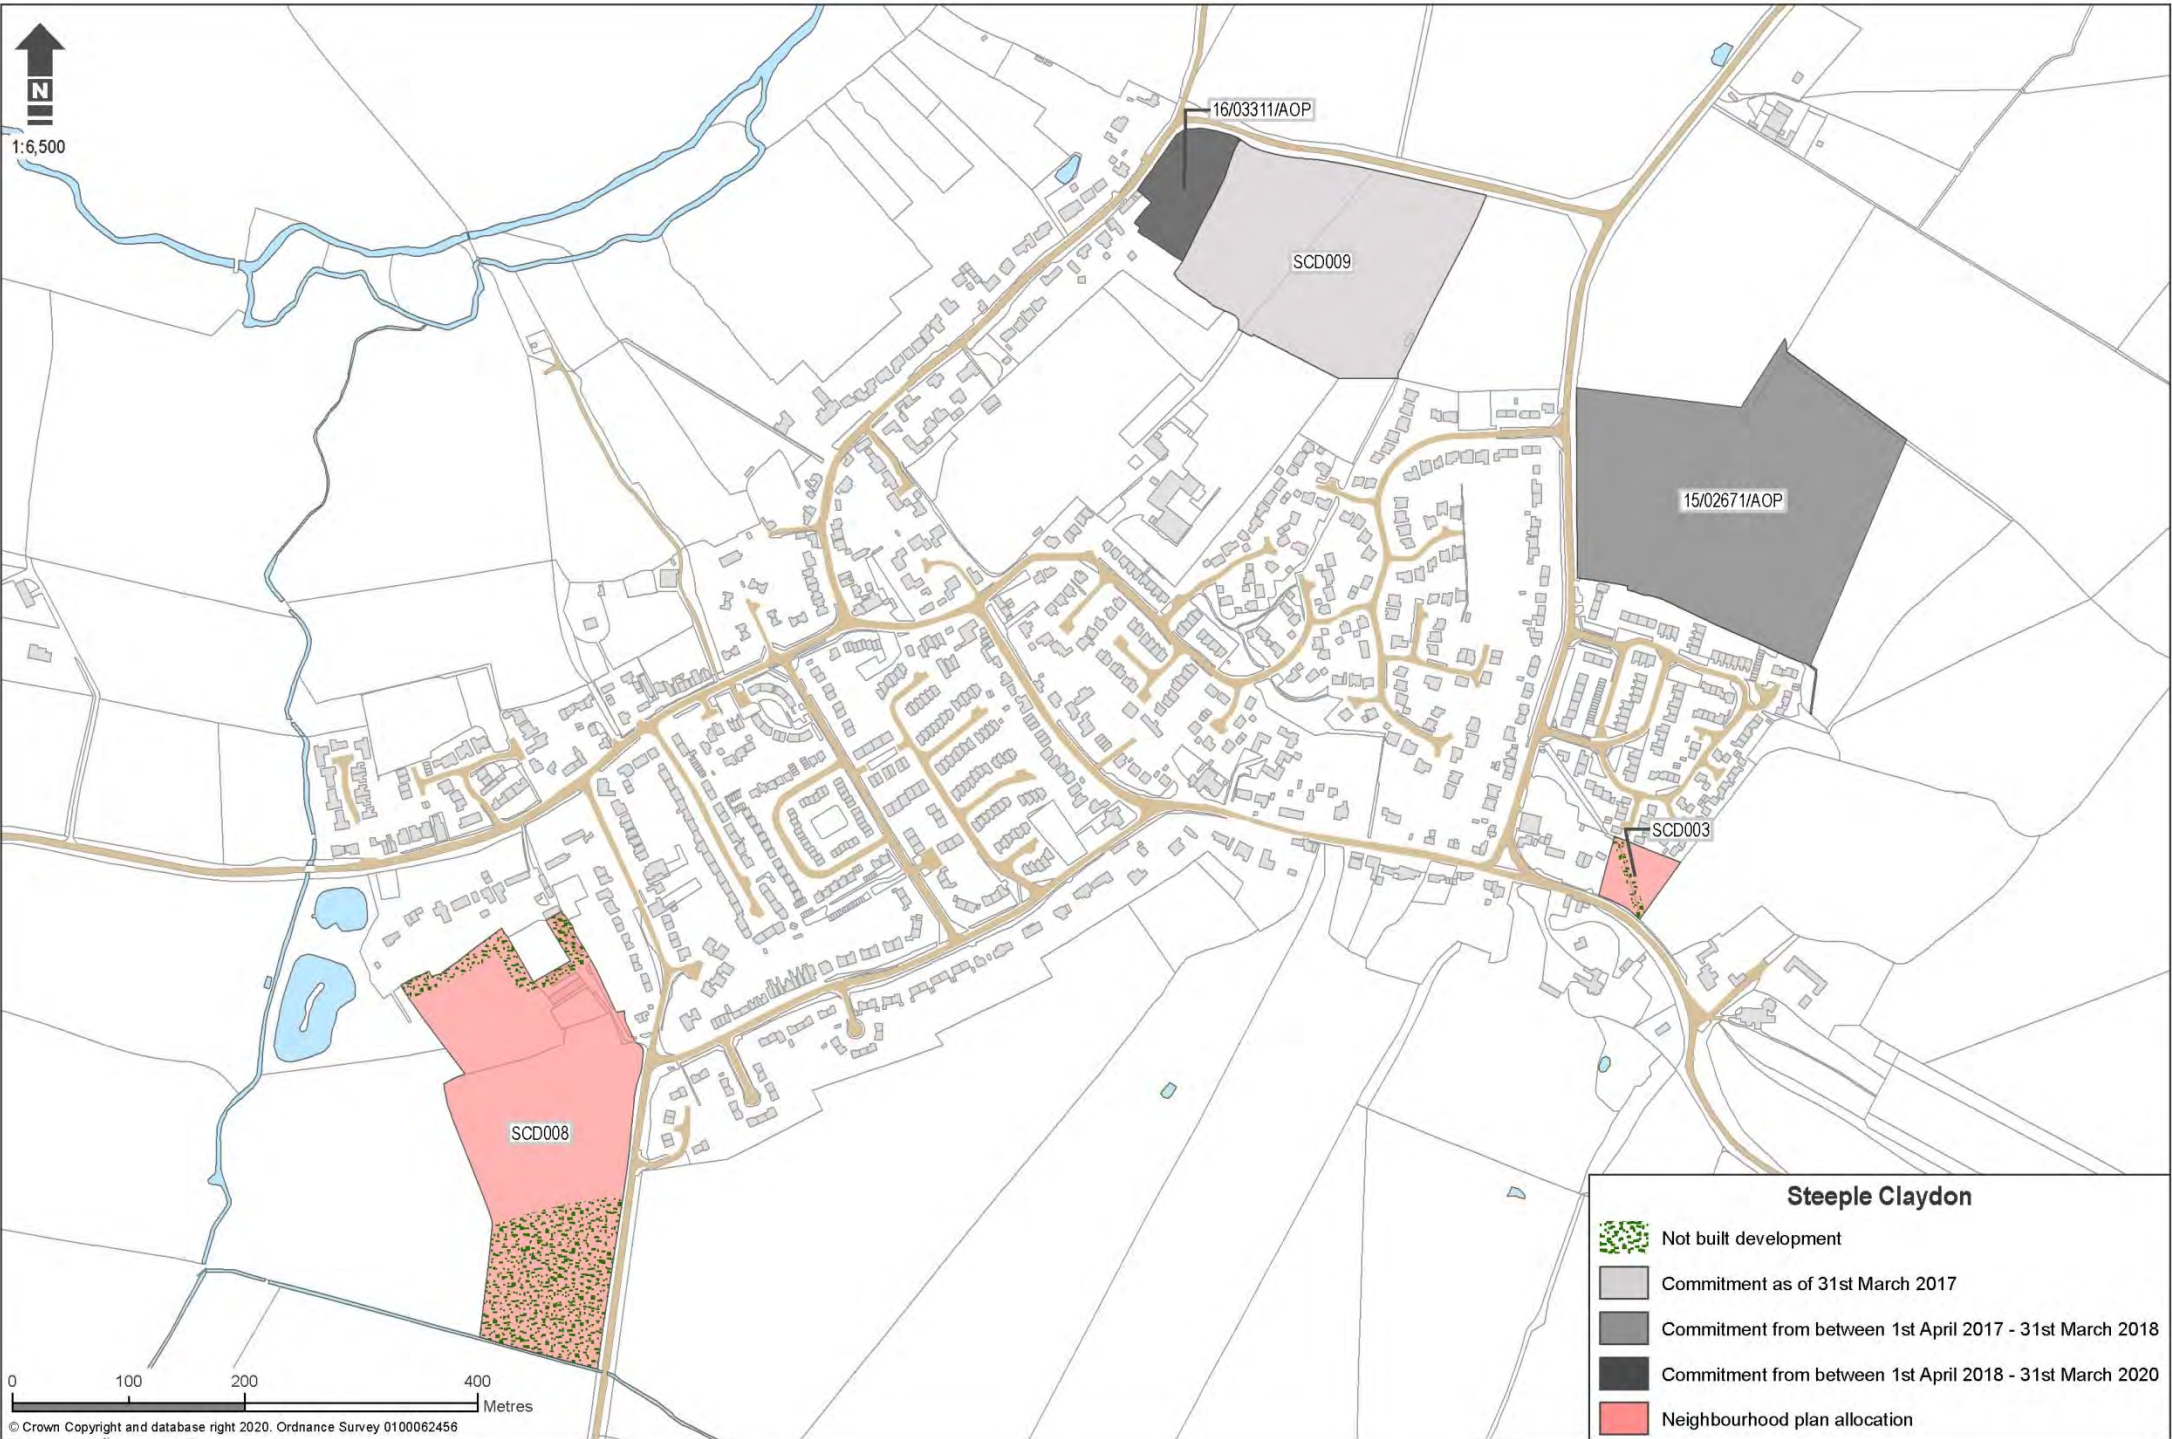 N
1:6,500
16/03311/AOP
SCD009
15/02671/AOP
SCD003
SCD008
Steeple Claydon
Not built development
Commitment as of 31st March 2017
Commitment from between 1st April 2017 - 31st March 2018
Commitment from between 1st April 2018 - 31st March 2020
Neighbourhood plan allocation
0 100 200 400
Metres
© Crown Copyright and database right 2020. Ordnance Survey 0100062456